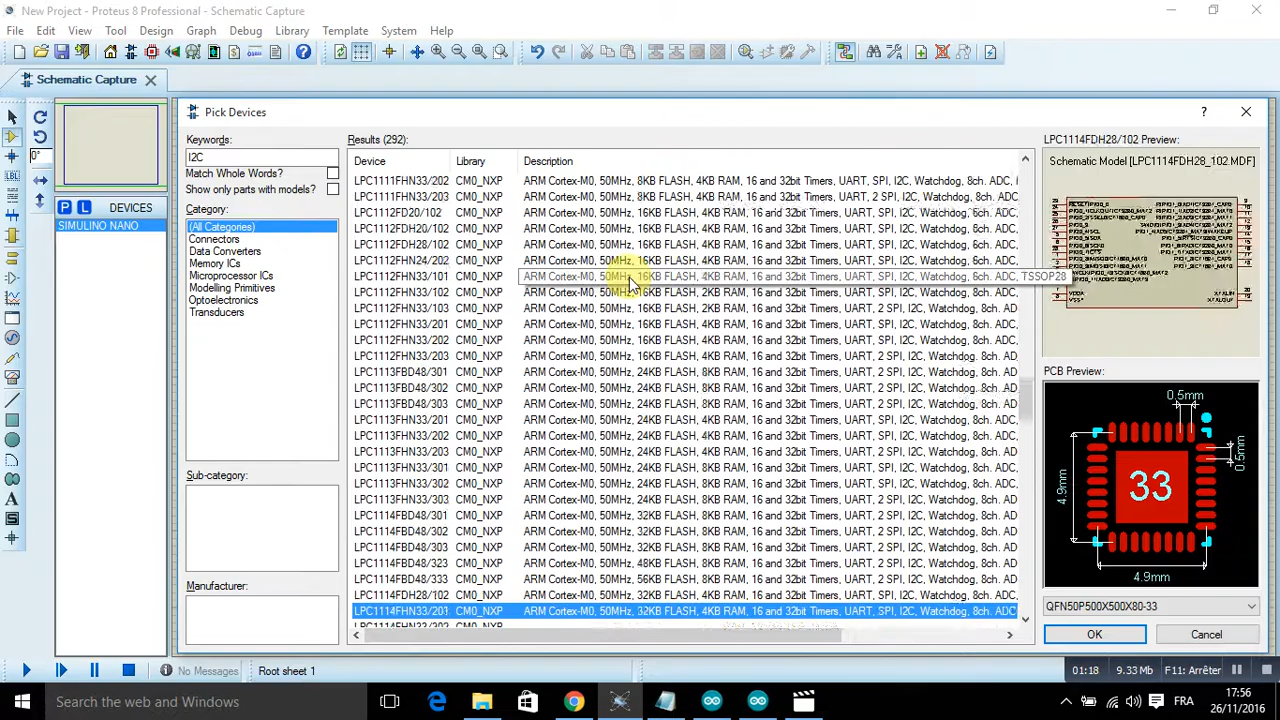 New Project - Proteus 8 Professional - Schematic Capture
File Edit View Tool Design Graph Debug Library Template System Help
Schematic Capture
Pick Devices
Keywords:
I2C
Match Whole Words?
Show only parts with models?
Category:
(All Categories)
Connectors
Data Converters
Memory ICs
Microprocessor ICs
Modelling Primitives
Optoelectronics
Transducers
Sub-category:
Manufacturer:
0°
P L DEVICES
SIMULINO NANO
Results (292):
Device Library Description
LPC1111FHN33/202 CM0_NXP ARM Cortex-M0, 50MHz, 8KB FLASH, 4KB RAM, 16 and 32bit Timers, UART, SPI, I2C, Watchdog, 8ch. ADC,
LPC1111FHN33/203 CM0_NXP ARM Cortex-M0, 50MHz, 8KB FLASH, 4KB RAM, 16 and 32bit Timers, UART, 2 SPI, I2C, Watchdog, 8ch. ADC
LPC1112FD20/102 CM0_NXP ARM Cortex-M0, 50MHz, 16KB FLASH, 4KB RAM, 16 and 32bit Timers, UART, SPI, I2C, Watchdog, 8ch. ADC,
LPC1112FDH20/102 CM0_NXP ARM Cortex-M0, 50MHz, 16KB FLASH, 4KB RAM, 16 and 32bit Timers, UART, SPI, I2C, Watchdog, 8ch. ADC,
LPC1112FDH28/102 CM0_NXP ARM Cortex-M0, 50MHz, 16KB FLASH, 4KB RAM, 16 and 32bit Timers, UART, SPI, I2C, Watchdog, 8ch. ADC,
LPC1112FHN24/202 CM0_NXP ARM Cortex-M0, 50MHz, 16KB FLASH, 4KB RAM, 16 and 32bit Timers, UART, SPI, I2C, Watchdog, 8ch. ADC,
CM0_NXP ARM Cortex-M0, 50MHz, 16KB FLASH, 4KB RAM, 16 and 32bit Timers, UART, SPI, I2C, Watchdog, 8ch. ADC, TSSOP28
LPC1112FHN33/102 CM0_NXP ARM Cortex-M0, 50MHz, 16KB FLASH, 2KB RAM, 16 and 32bit Timers, UART, SPI, I2C, Watchdog, 8ch. ADC,
LPC1112FHN33/103 CM0_NXP ARM Cortex-M0, 50MHz, 16KB FLASH, 2KB RAM, 16 and 32bit Timers, UART, 2 SPI, I2C, Watchdog, 8ch. AD
LPC1112FHN33/201 CM0_NXP ARM Cortex-M0, 50MHz, 16KB FLASH, 4KB RAM, 16 and 32bit Timers, UART, SPI, I2C, Watchdog, 8ch. ADC,
LPC1112FHN33/202 CM0_NXP ARM Cortex-M0, 50MHz, 16KB FLASH, 4KB RAM, 16 and 32bit Timers, UART, SPI, I2C, Watchdog, 8ch. ADC,
LPC1112FHN33/203 CM0_NXP ARM Cortex-M0, 50MHz, 16KB FLASH, 4KB RAM, 16 and 32bit Timers, UART, 2 SPI, I2C, Watchdog, 8ch. AD
LPC1113FBD48/301 CM0_NXP ARM Cortex-M0, 50MHz, 24KB FLASH, 8KB RAM, 16 and 32bit Timers, UART, 2 SPI, I2C, Watchdog, 8ch. AD
LPC1113FBD48/302 CM0_NXP ARM Cortex-M0, 50MHz, 24KB FLASH, 8KB RAM, 16 and 32bit Timers, UART, 2 SPI, I2C, Watchdog, 8ch. AD
LPC1113FBD48/303 CM0_NXP ARM Cortex-M0, 50MHz, 24KB FLASH, 8KB RAM, 16 and 32bit Timers, UART, 2 SPI, I2C, Watchdog, 8ch. AD
LPC1113FHN33/201 CM0_NXP ARM Cortex-M0, 50MHz, 24KB FLASH, 4KB RAM, 16 and 32bit Timers, UART, SPI, I2C, Watchdog, 8ch. ADC,
LPC1113FHN33/202 CM0_NXP ARM Cortex-M0, 50MHz, 24KB FLASH, 4KB RAM, 16 and 32bit Timers, UART, SPI, I2C, Watchdog, 8ch. ADC,
LPC1113FHN33/203 CM0_NXP ARM Cortex-M0, 50MHz, 24KB FLASH, 4KB RAM, 16 and 32bit Timers, UART, 2 SPI, I2C, Watchdog, 8ch. AD
LPC1113FHN33/301 CM0_NXP ARM Cortex-M0, 50MHz, 24KB FLASH, 8KB RAM, 16 and 32bit Timers, UART, SPI, I2C, Watchdog, 8ch. ADC,
LPC1113FHN33/302 CM0_NXP ARM Cortex-M0, 50MHz, 24KB FLASH, 8KB RAM, 16 and 32bit Timers, UART, SPI, I2C, Watchdog, 8ch. ADC,
LPC1113FHN33/303 CM0_NXP ARM Cortex-M0, 50MHz, 24KB FLASH, 8KB RAM, 16 and 32bit Timers, UART, 2 SPI, I2C, Watchdog, 8ch. AD
LPC1114FBD48/301 CM0_NXP ARM Cortex-M0, 50MHz, 32KB FLASH, 8KB RAM, 16 and 32bit Timers, UART, 2 SPI, I2C, Watchdog, 8ch. AD
LPC1114FBD48/302 CM0_NXP ARM Cortex-M0, 50MHz, 32KB FLASH, 8KB RAM, 16 and 32bit Timers, UART, 2 SPI, I2C, Watchdog, 8ch. AD
LPC1114FBD48/323 CM0_NXP ARM Cortex-M0, 50MHz, 48KB FLASH, 8KB RAM, 16 and 32bit Timers, UART, 2 SPI, I2C, Watchdog, 8ch. AD
LPC1114FBD48/333 CM0_NXP ARM Cortex-M0, 50MHz, 56KB FLASH, 8KB RAM, 16 and 32bit Timers, UART, 2 SPI, I2C, Watchdog, 8ch. AD
LPC1114FDH28/102 CM0_NXP ARM Cortex-M0, 50MHz, 32KB FLASH, 4KB RAM, 16 and 32bit Timers, UART, SPI, I2C, Watchdog, 8ch. ADC,
LPC1114FHN33/201 CM0_NXP ARM Cortex-M0, 50MHz, 32KB FLASH, 4KB RAM, 16 and 32bit Timers, UART, SPI, I2C, Watchdog, 8ch. ADC
LPC1114FDH28/102 Preview:
Schematic Model [LPC1114FDH28_102.MDF]
PCB Preview:
0.5mm
0.5mm
4.9mm
33
4.9mm
QFN50P500X500X80-33
OK Cancel
No Messages Root sheet 1
01:18 9.33 Mb F11: Arrêter
Search the web and Windows
FRA
17:56
26/11/2016